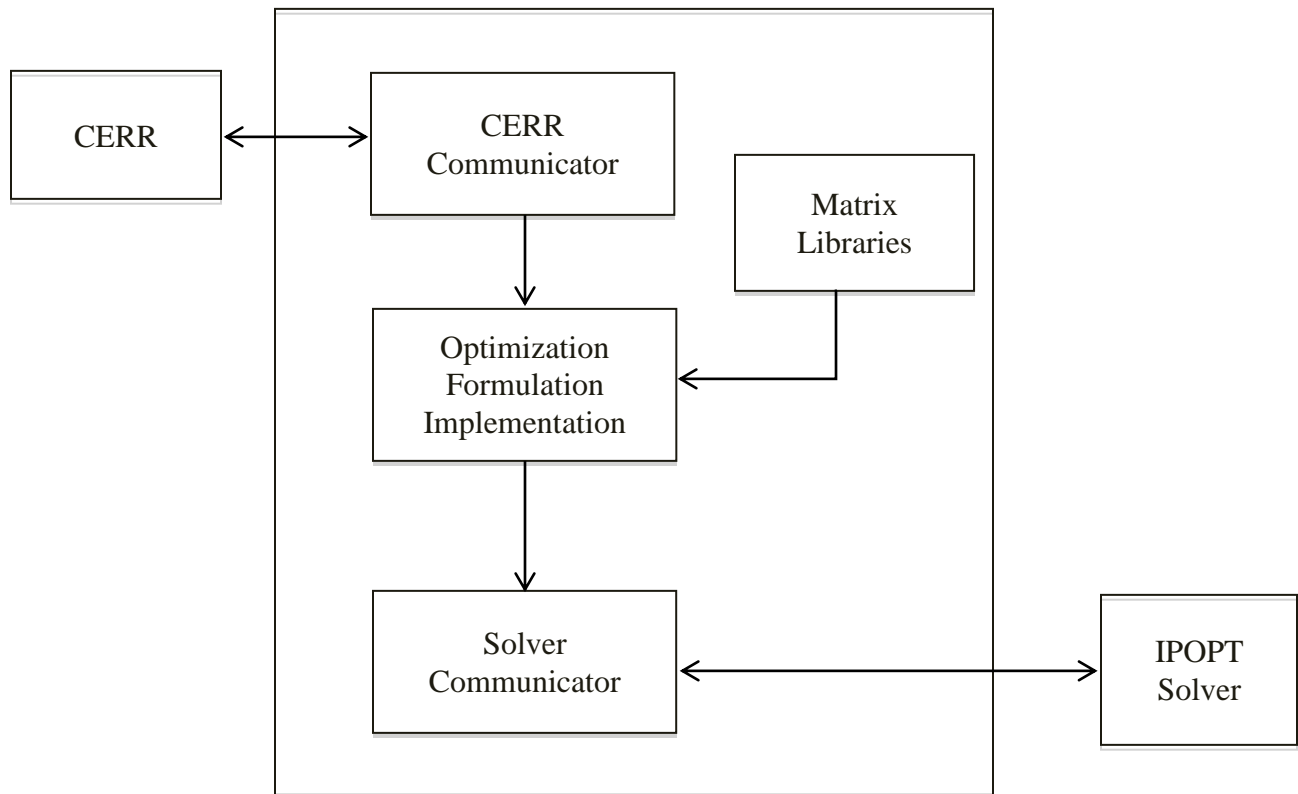 CERR
CERR
Communicator
Matrix
Libraries
Optimization
Formulation
Implementation
Solver
Communicator
IPOPT
Solver